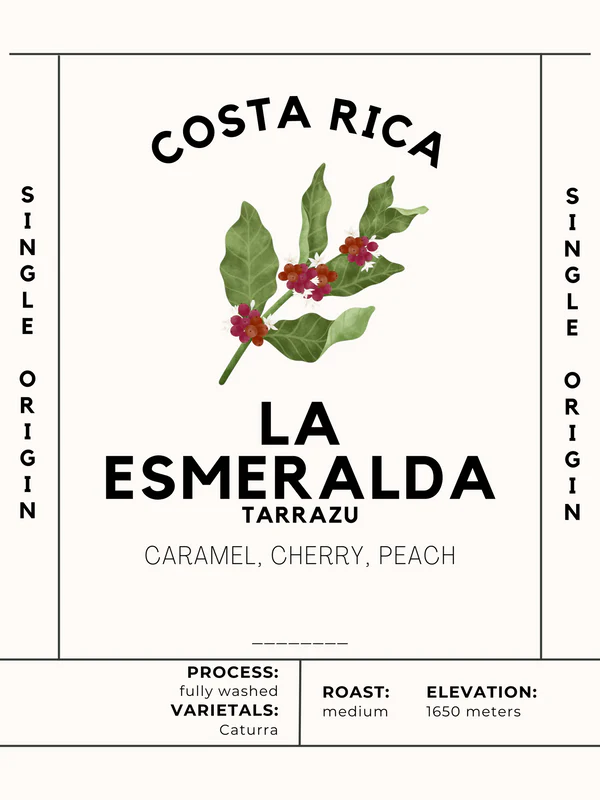 COSTA RICA
SINGLE ORIGIN
SINGLE ORIGIN
LA
ESMERALDA
TARRAZU
CARAMEL, CHERRY, PEACH
________
PROCESS:
fully washed
VARIETALS:
Caturra
ROAST:
medium
ELEVATION:
1650 meters